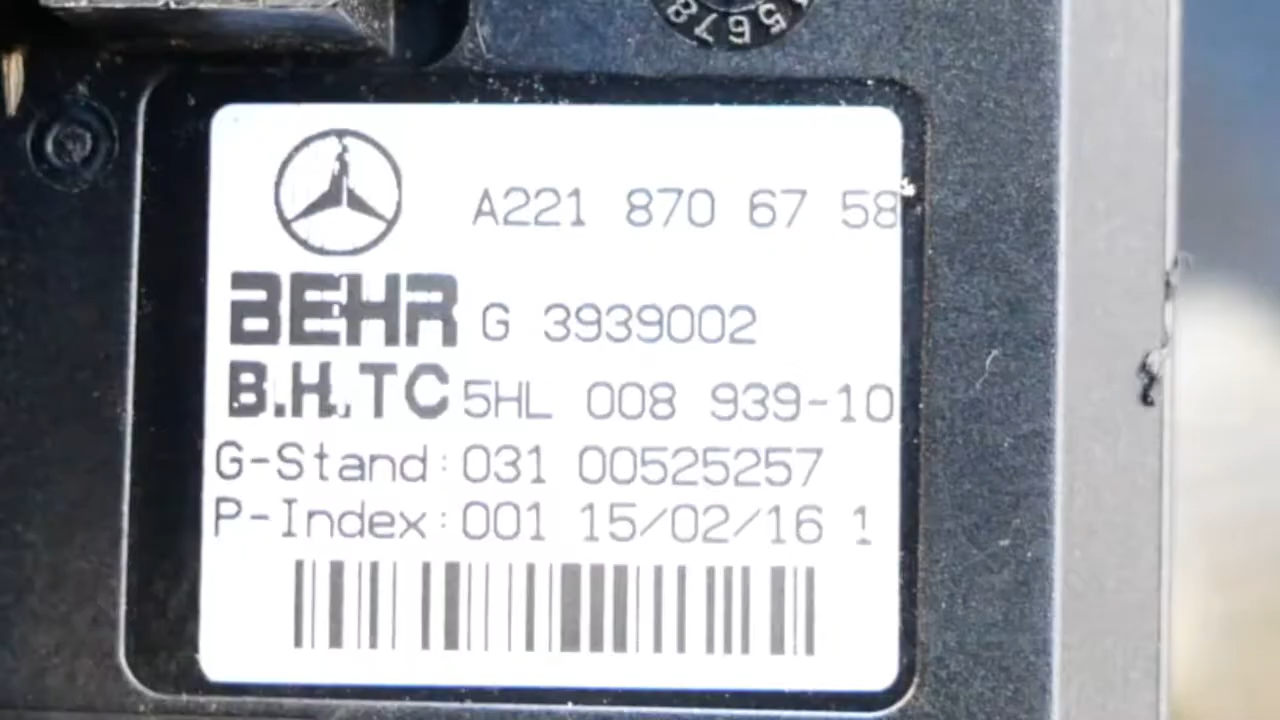 5678
A221 870 67 58
BEHR G 3939002
B.H.TC 5HL 008 939-10
G-Stand:031 00525257
P-Index:001 15/02/16 1